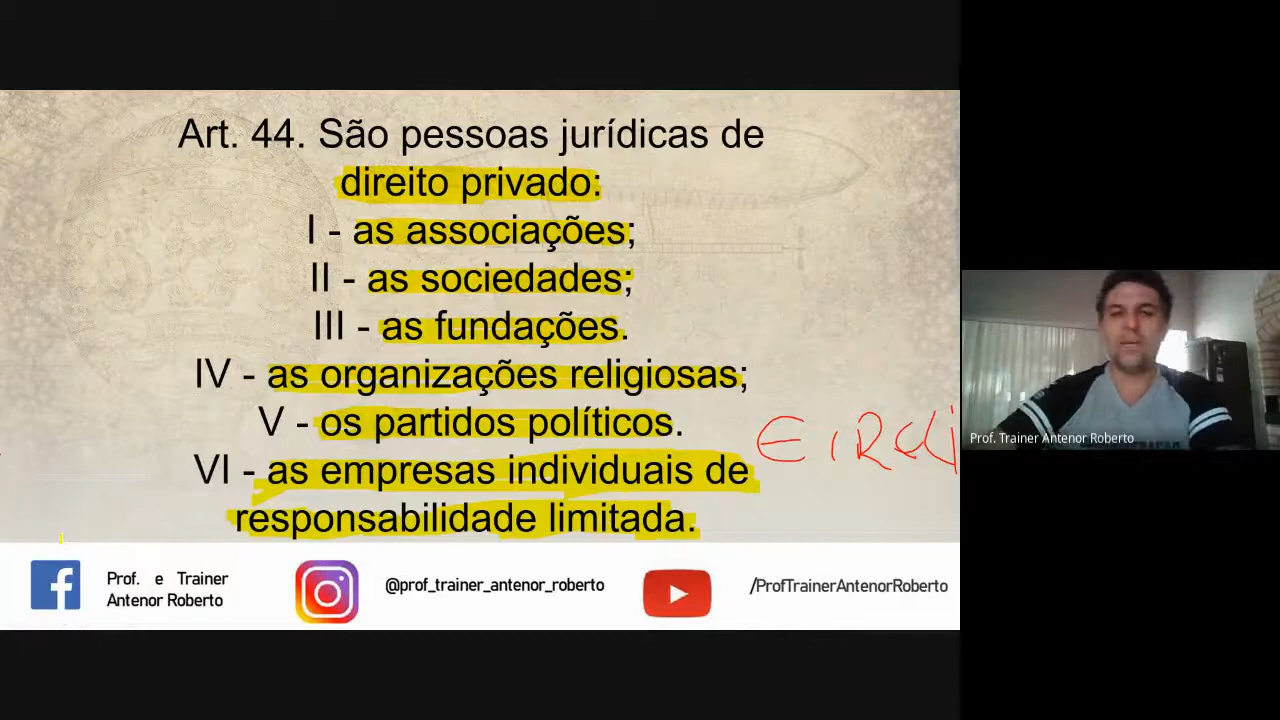 Art. 44. São pessoas jurídicas de
direito privado:
I - as associações;
II - as sociedades;
III - as fundações.
IV - as organizações religiosas;
V - os partidos políticos.
VI - as empresas individuais de
responsabilidade limitada.
EIReLi
Prof. Trainer Antenor Roberto
Prof. e Trainer
Antenor Roberto
@prof_trainer_antenor_roberto
/ProfTrainerAntenorRoberto